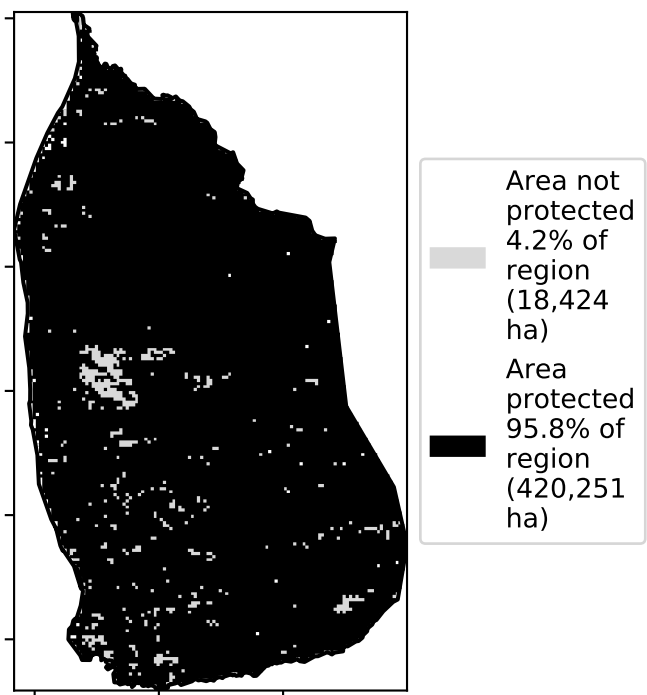 Area not
protected
4.2% of
region
(18,424
ha)
Area
protected
95.8% of
region
(420,251
ha)